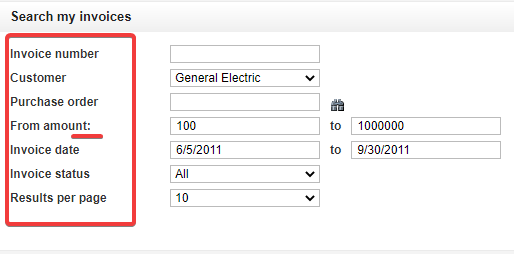 Search my invoices
Invoice number
Customer General Electric
Purchase order
From amount: 100 to 1000000
Invoice date 6/5/2011 to 9/30/2011
Invoice status All
Results per page 10